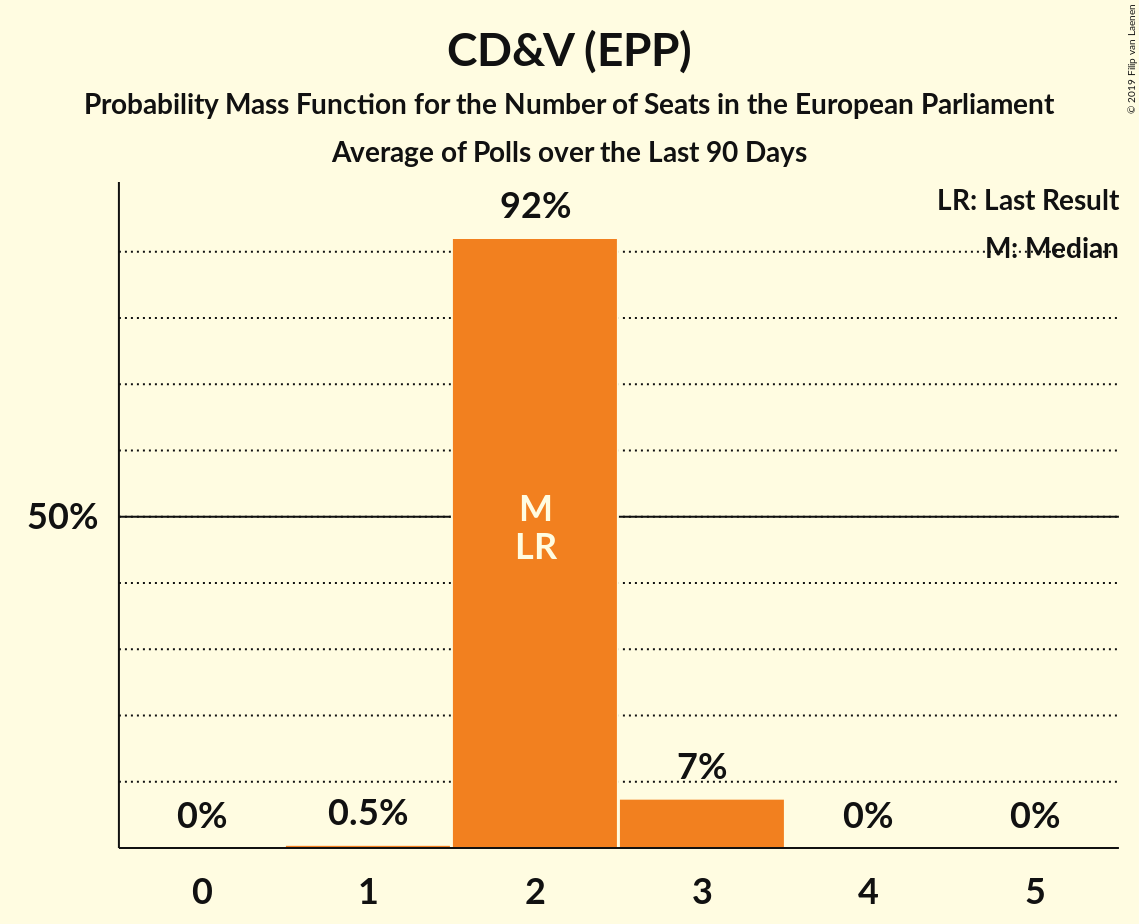 CD&V (EPP)
Probability Mass Function for the Number of Seats in the European Parliament
Average of Polls over the Last 90 Days
© 2019 Filip van Laenen
LR: Last Result
M: Median
92%
50%
M
LR
7%
0%
0.5%
0%
0%
0
1
2
3
4
5